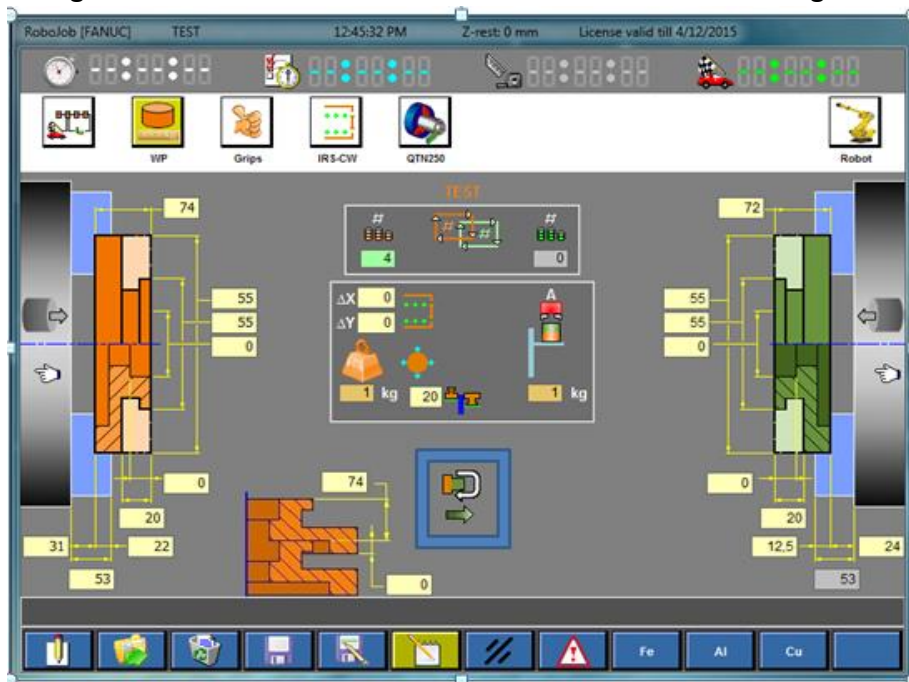 RoboJob [FANUC] TEST 12:45:32 PM Z-rest: 0 mm License valid till 4/12/2015
WP Grips IRS-CW QTN250 Robot
TEST
74 # # 72
# #
4 0
ΔX 0 A
55 55
ΔY 0
55 55
0 0
1 kg 20 1 kg
0 74 0
20 20
31 22 12,5 24
53 0 53
Fe Al Cu